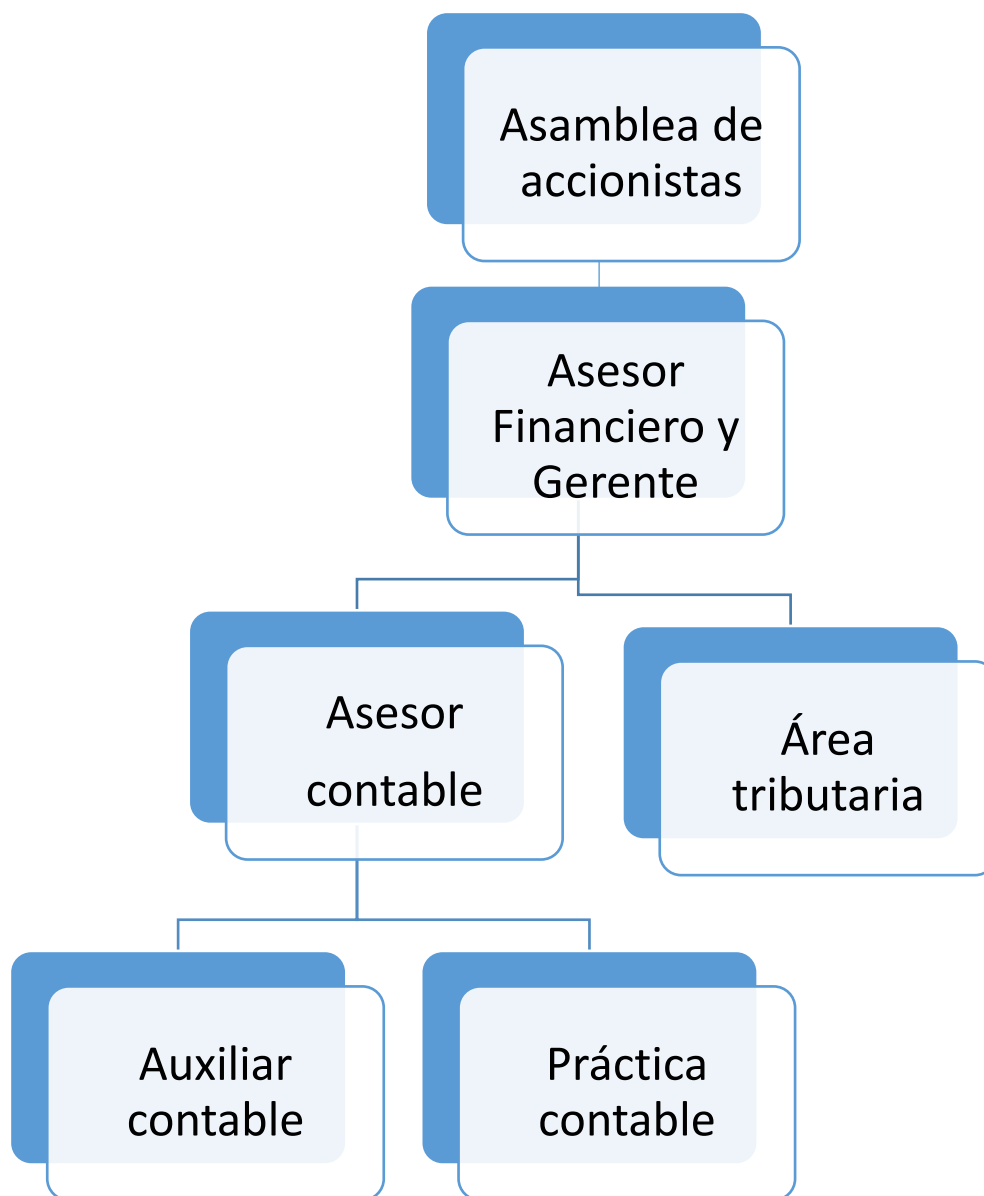 Asamblea de
accionistas
Asesor
Financiero y
Gerente
Asesor
contable
Área
tributaria
Auxiliar
contable
Práctica
contable